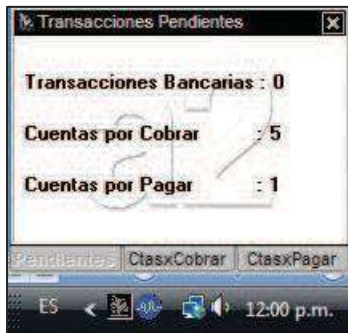 Transacciones Pendientes
Transacciones Bancarias : 0
Cuentas por Cobrar : 5
Cuentas por Pagar : 1
a2
Pendientes CtasxCobrar CtasxPagar
ES < 12:00 p.m.